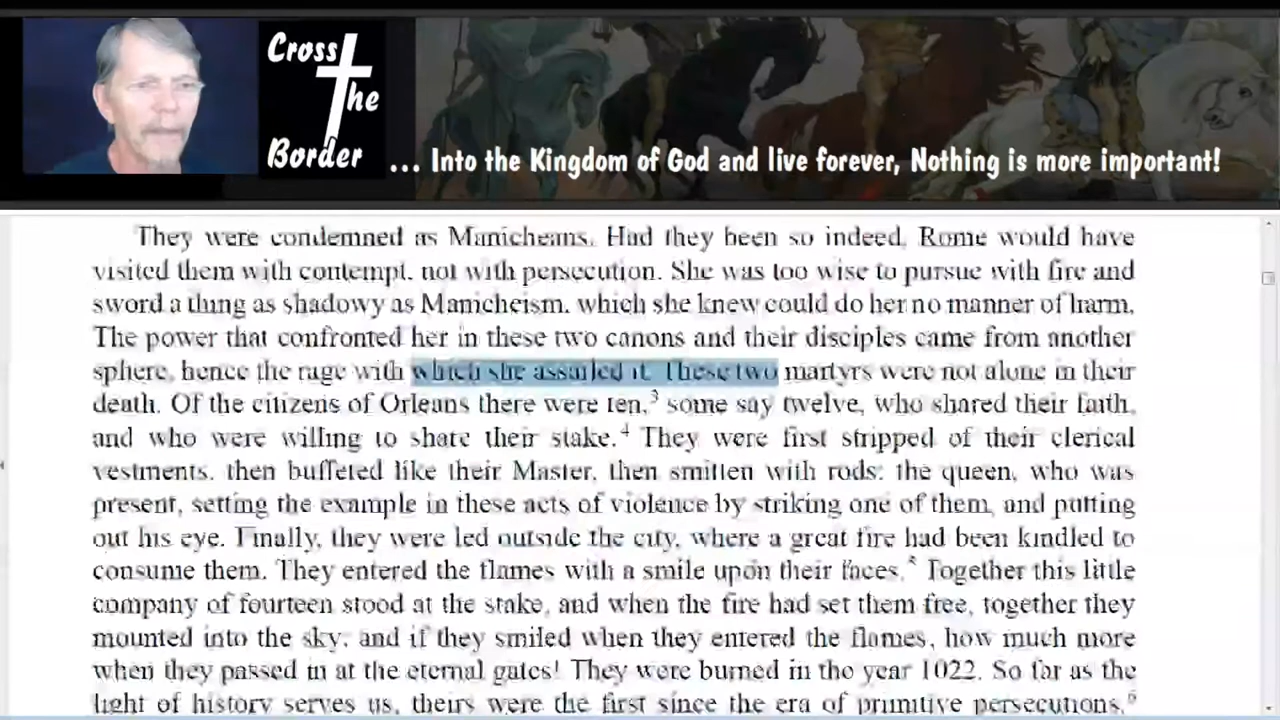 Cross
The
Border
... Into the Kingdom of God and live forever, Nothing is more important!
They were condemned as Manicheans. Had they been so indeed, Rome would have
visited them with contempt, not with persecution. She was too wise to pursue with fire and
sword a thing as shadowy as Manicheism, which she knew could do her no manner of harm.
The power that confronted her in these two canons and their disciples came from another
sphere, hence the rage with which she assailed it. These two martyrs were not alone in their
death. Of the citizens of Orleans there were ten,³ some say twelve, who shared their faith,
and who were willing to share their stake.⁴ They were first stripped of their clerical
vestments, then buffeted like their Master, then smitten with rods: the queen, who was
present, setting the example in these acts of violence by striking one of them, and putting
out his eye. Finally, they were led outside the city, where a great fire had been kindled to
consume them. They entered the flames with a smile upon their faces.⁵ Together this little
company of fourteen stood at the stake, and when the fire had set them free, together they
mounted into the sky; and if they smiled when they entered the flames, how much more
when they passed in at the eternal gates! They were burned in the year 1022. So far as the
light of history serves us, theirs were the first since the era of primitive persecutions.⁶